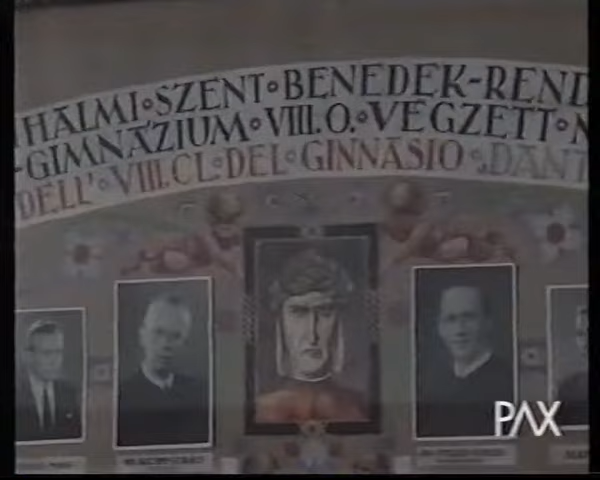 HALMI∘SZENT∘BENEDEK-REND
-GIMNÁZIUM∘VIII.O.∘VÉGZETT∘N
DELL'∘VIII.CL∘DEL∘GINNASIO∘„DANT
PAX